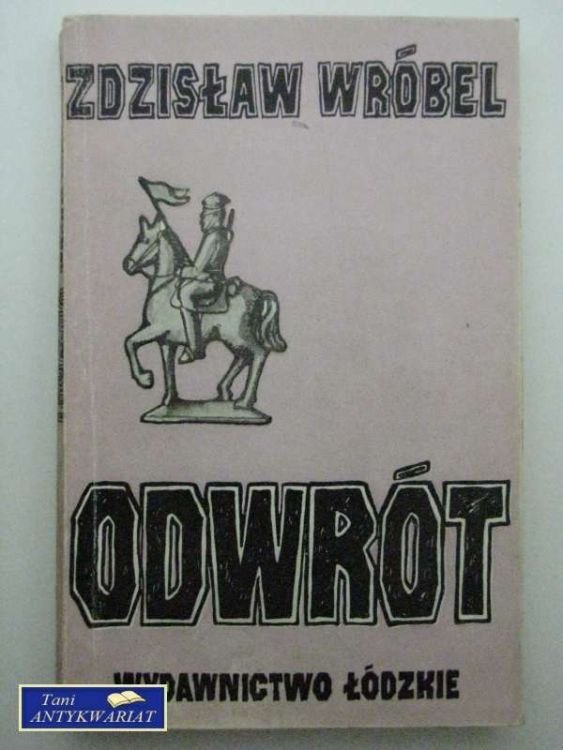 ZDZISŁAW WRÓBEL
ODWRÓT
WYDAWNICTWO ŁÓDZKIE
Tani
ANTYKWARIAT